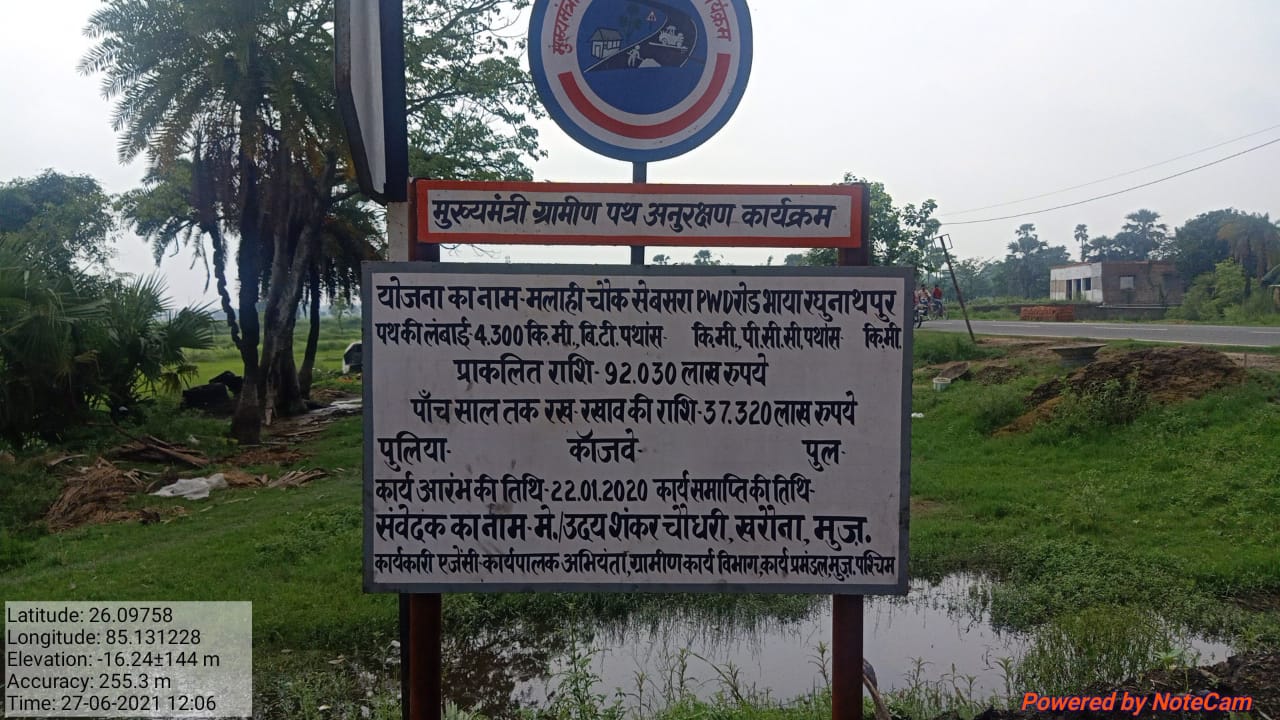 मुख्यमंत्री
मुख्यमंत्री ग्रामीण पथ अनुरक्षण कार्यक्रम
योजना का नाम-मलाही चौक से बसरा PWD रोड भाया रघुनाथपुर
पथ की लंबाई-4.300 कि.मी., बि.टी. पथांस- कि.मी., पी.सी.सी. पथांस- कि.मी.
प्राकलित राशि-92.030 लाख रुपये
पाँच साल तक रख-रखाव की राशि-37.320 लाख रुपये
पुलिया- कॉजवे- पुल-
कार्य आरंभ की तिथि-22.01.2020 कार्य समाप्ति की तिथि-
संवेदक का नाम-मे./उदय शंकर चौधरी, खरौना, मुज़.
कार्यकारी एजेंसी-कार्यपालक अभियंता, ग्रामीण कार्य विभाग, कार्य प्रमंडल, मुज़. पश्चिम
Latitude: 26.09758
Longitude: 85.131228
Elevation: -16.24±144 m
Accuracy: 255.3 m
Time: 27-06-2021 12:06
Powered by NoteCam